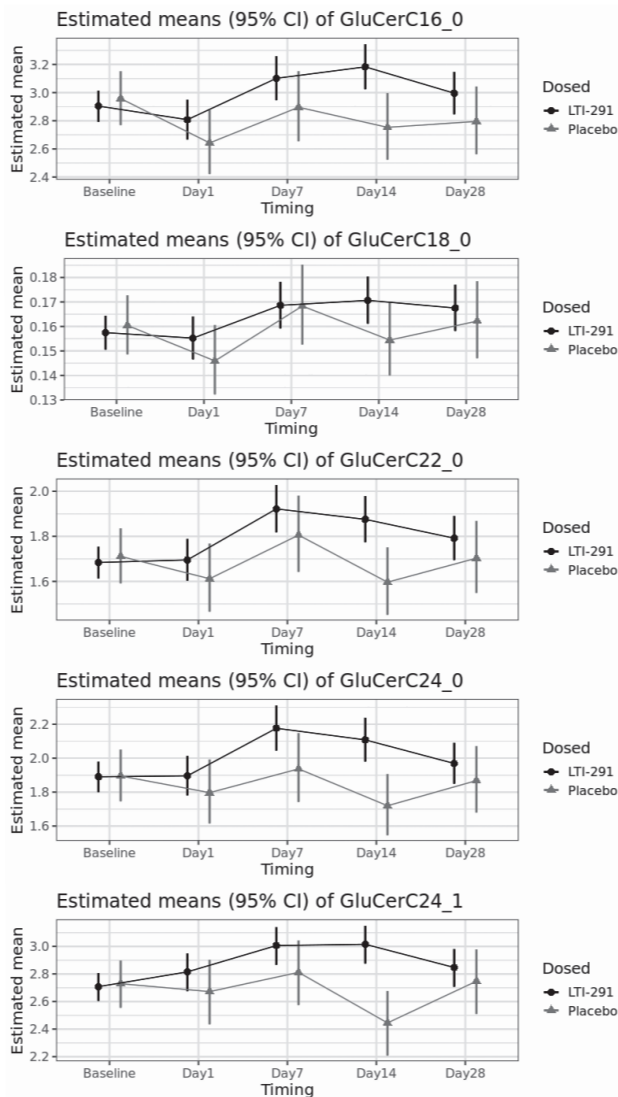 Estimated means (95% CI) of GluCerC16_0
Estimated mean
3.2
3.0
2.8
2.6
2.4
Baseline Day1 Day7 Day14 Day28
Timing
Dosed
LTI-291
Placebo
Estimated means (95% CI) of GluCerC18_0
Estimated mean
0.18
0.17
0.16
0.15
0.14
0.13
Baseline Day1 Day7 Day14 Day28
Timing
Dosed
LTI-291
Placebo
Estimated means (95% CI) of GluCerC22_0
Estimated mean
2.0
1.8
1.6
Baseline Day1 Day7 Day14 Day28
Timing
Dosed
LTI-291
Placebo
Estimated means (95% CI) of GluCerC24_0
Estimated mean
2.2
2.0
1.8
1.6
Baseline Day1 Day7 Day14 Day28
Timing
Dosed
LTI-291
Placebo
Estimated means (95% CI) of GluCerC24_1
Estimated mean
3.0
2.8
2.6
2.4
2.2
Baseline Day1 Day7 Day14 Day28
Timing
Dosed
LTI-291
Placebo